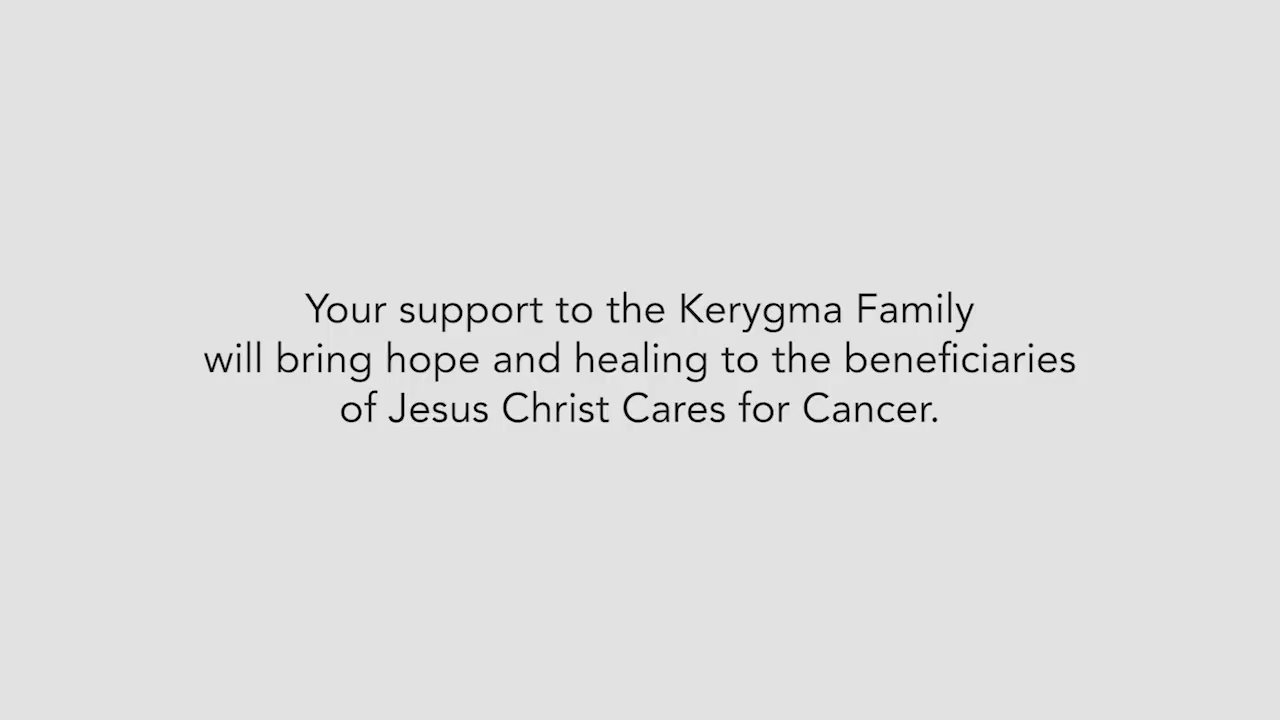 Your support to the Kerygma Family
will bring hope and healing to the beneficiaries
of Jesus Christ Cares for Cancer.